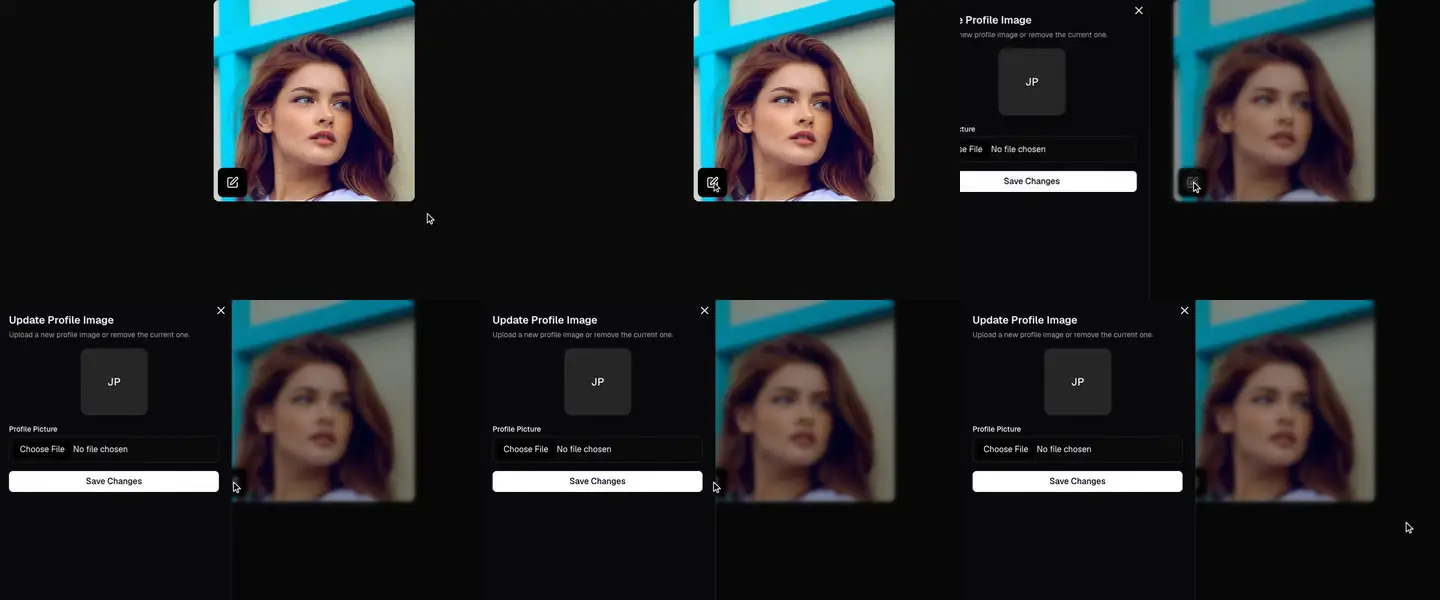 e Profile Image
new profile image or remove the current one.
JP
cture
se File No file chosen
Save Changes
Update Profile Image
Upload a new profile image or remove the current one.
JP
Profile Picture
Choose File No file chosen
Save Changes
Update Profile Image
Upload a new profile image or remove the current one.
JP
Profile Picture
Choose File No file chosen
Save Changes
Update Profile Image
Upload a new profile image or remove the current one.
JP
Profile Picture
Choose File No file chosen
Save Changes